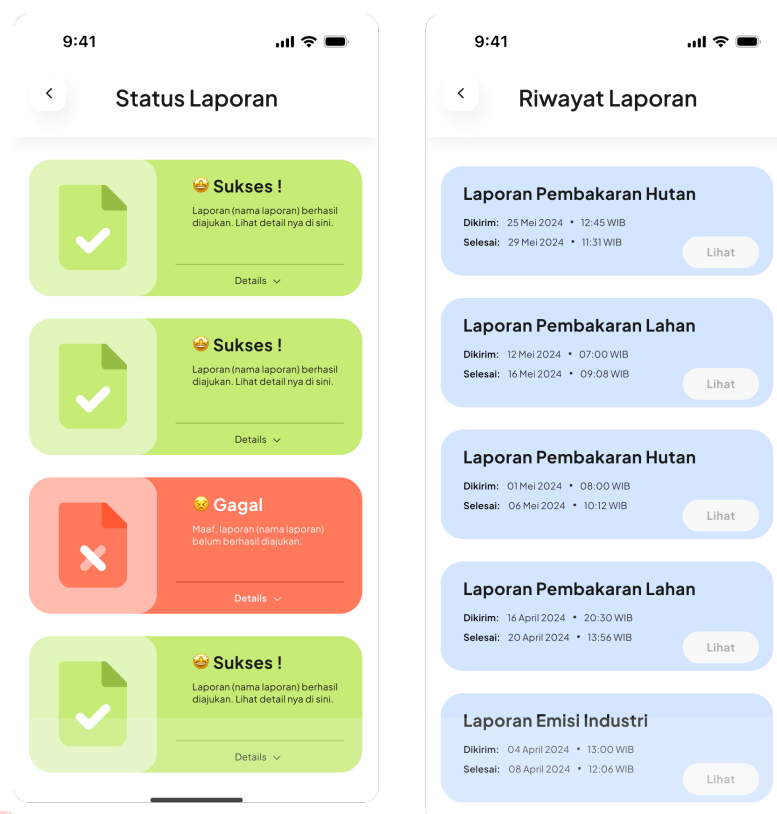 9:41
Status Laporan
🤩 Sukses !
Laporan (nama laporan) berhasil
diajukan. Lihat detail nya di sini.
Details
🤩 Sukses !
Laporan (nama laporan) berhasil
diajukan. Lihat detail nya di sini.
Details
😣 Gagal
Maaf, laporan (nama laporan)
belum berhasil diajukan.
Details
🤩 Sukses !
Laporan (nama laporan) berhasil
diajukan. Lihat detail nya di sini.
Details
9:41
Riwayat Laporan
Laporan Pembakaran Hutan
Dikirim: 25 Mei 2024 • 12:45 WIB
Selesai: 29 Mei 2024 • 11:31 WIB
Lihat
Laporan Pembakaran Lahan
Dikirim: 12 Mei 2024 • 07:00 WIB
Selesai: 16 Mei 2024 • 09:08 WIB
Lihat
Laporan Pembakaran Hutan
Dikirim: 01 Mei 2024 • 08:00 WIB
Selesai: 06 Mei 2024 • 10:12 WIB
Lihat
Laporan Pembakaran Lahan
Dikirim: 16 April 2024 • 20:30 WIB
Selesai: 20 April 2024 • 13:56 WIB
Lihat
Laporan Emisi Industri
Dikirim: 04 April 2024 • 13:00 WIB
Selesai: 08 April 2024 • 12:06 WIB
Lihat